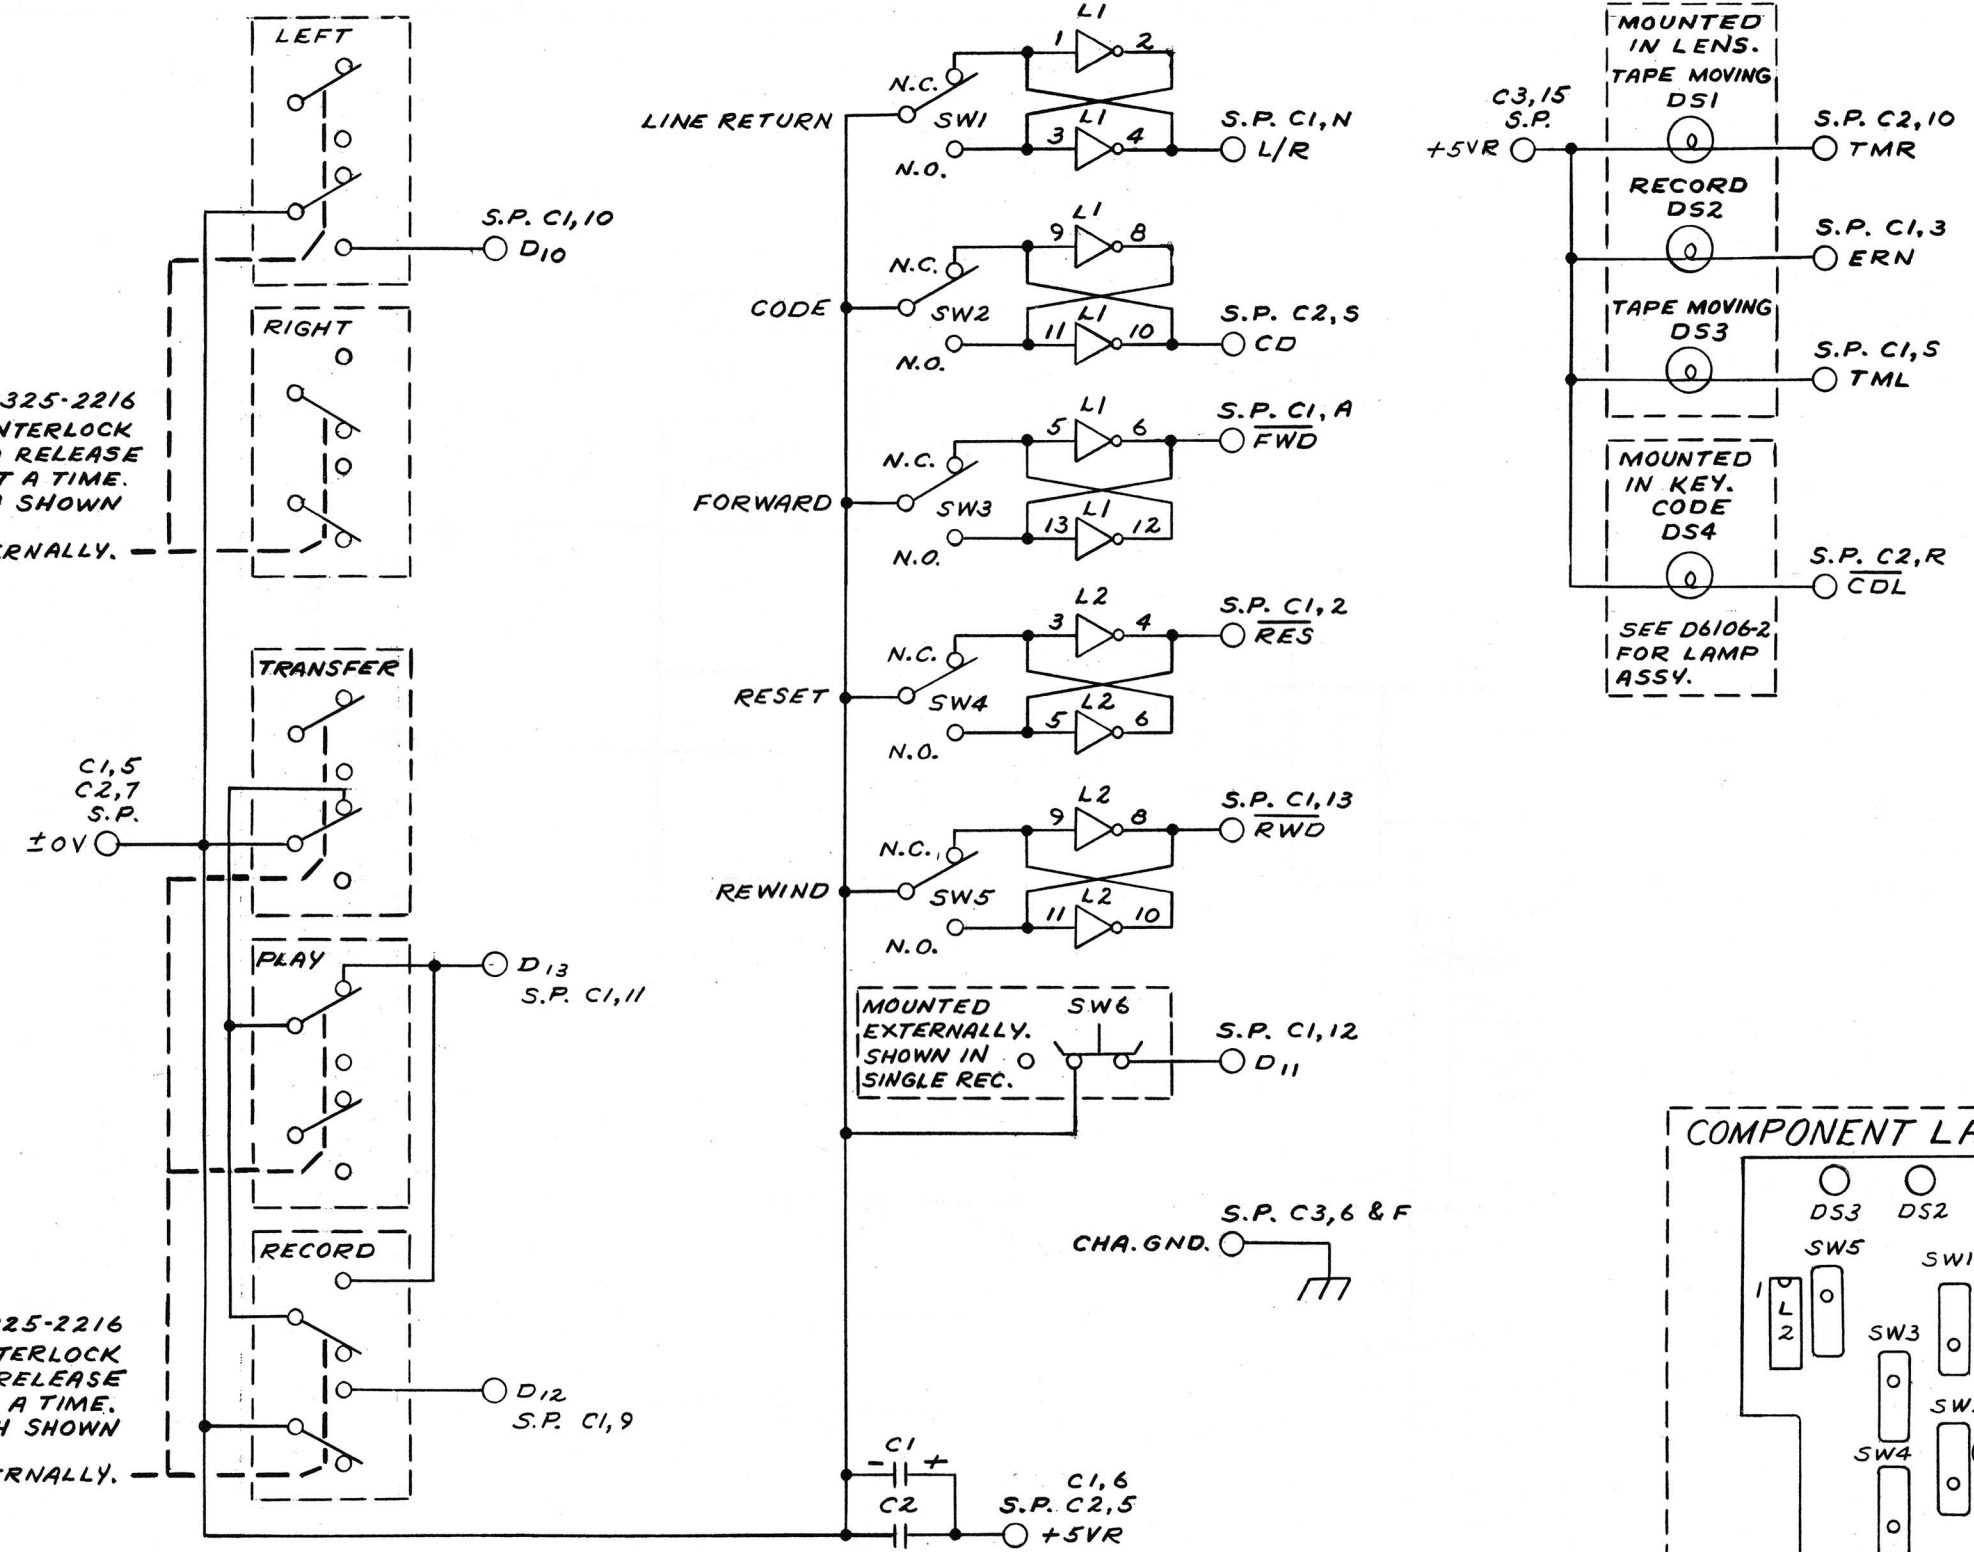 LEFT
S.P. C1,10
D10
RIGHT
325-2216
NTERLOCK
RELEASE
T A TIME.
SHOWN
ERNALLY.
TRANSFER
C1,5
C2,7
S.P.
±0V
PLAY
D13
S.P. C1,11
RECORD
25-2216
TERLOCK
RELEASE
A TIME.
H SHOWN
ERNALLY.
D12
S.P. C1,9
L1
1 2
N.C.
LINE RETURN
SW1
L1
3 4
N.O.
S.P. C1,N
L/R
L1
9 8
N.C.
CODE
SW2
L1
11 10
N.O.
S.P. C2,S
CD
L1
5 6
S.P. C1,A
FWD
N.C.
FORWARD
SW3
L1
13 12
N.O.
L2
3 4
S.P. C1,2
RES
N.C.
RESET
SW4
L2
5 6
N.O.
L2
9 8
S.P. C1,13
RWD
N.C.
REWIND
SW5
L2
11 10
N.O.
MOUNTED
EXTERNALLY.
SHOWN IN
SINGLE REC.
SW6
S.P. C1,12
D11
S.P. C3,6 & F
CHA.GND.
C1
- +
C2
C1,6
S.P. C2,5
+5VR
MOUNTED
IN LENS.
TAPE MOVING
DS1
C3,15
S.P.
+5VR
S.P. C2,10
TMR
RECORD
DS2
S.P. C1,3
ERN
TAPE MOVING
DS3
S.P. C1,S
TML
MOUNTED
IN KEY.
CODE
DS4
S.P. C2,R
CDL
SEE D6106-2
FOR LAMP
ASSY.
COMPONENT LA
DS3 DS2
SW5
SW1
1
L
2
SW3
SW
SW4